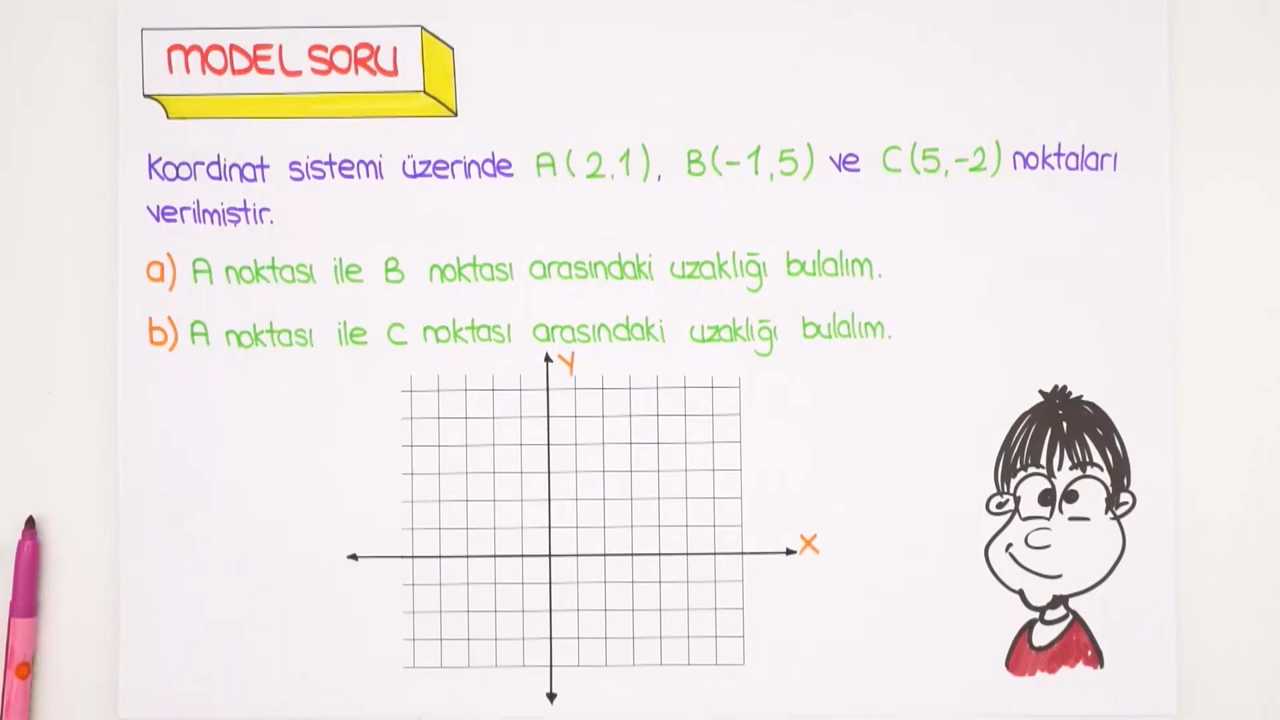 MODEL SORU
Koordinat sistemi üzerinde A(2,1), B(-1,5) ve C(5,-2) noktaları
verilmiştir.
a) A noktası ile B noktası arasındaki uzaklığı bulalım.
b) A noktası ile C noktası arasındaki uzaklığı bulalım.
Y
X